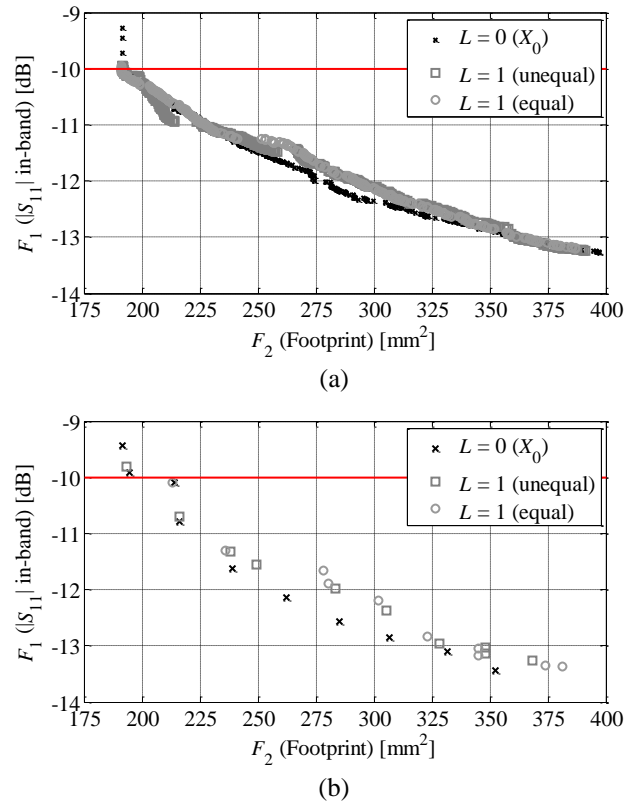 -9
-10
-11
-12
-13
-14
F1 (|S11| in-band) [dB]
L = 0 (X0)
L = 1 (unequal)
L = 1 (equal)
175 200 225 250 275 300 325 350 375 400
F2 (Footprint) [mm2]
(a)
-9
-10
-11
-12
-13
-14
F1 (|S11| in-band) [dB]
L = 0 (X0)
L = 1 (unequal)
L = 1 (equal)
175 200 225 250 275 300 325 350 375 400
F2 (Footprint) [mm2]
(b)